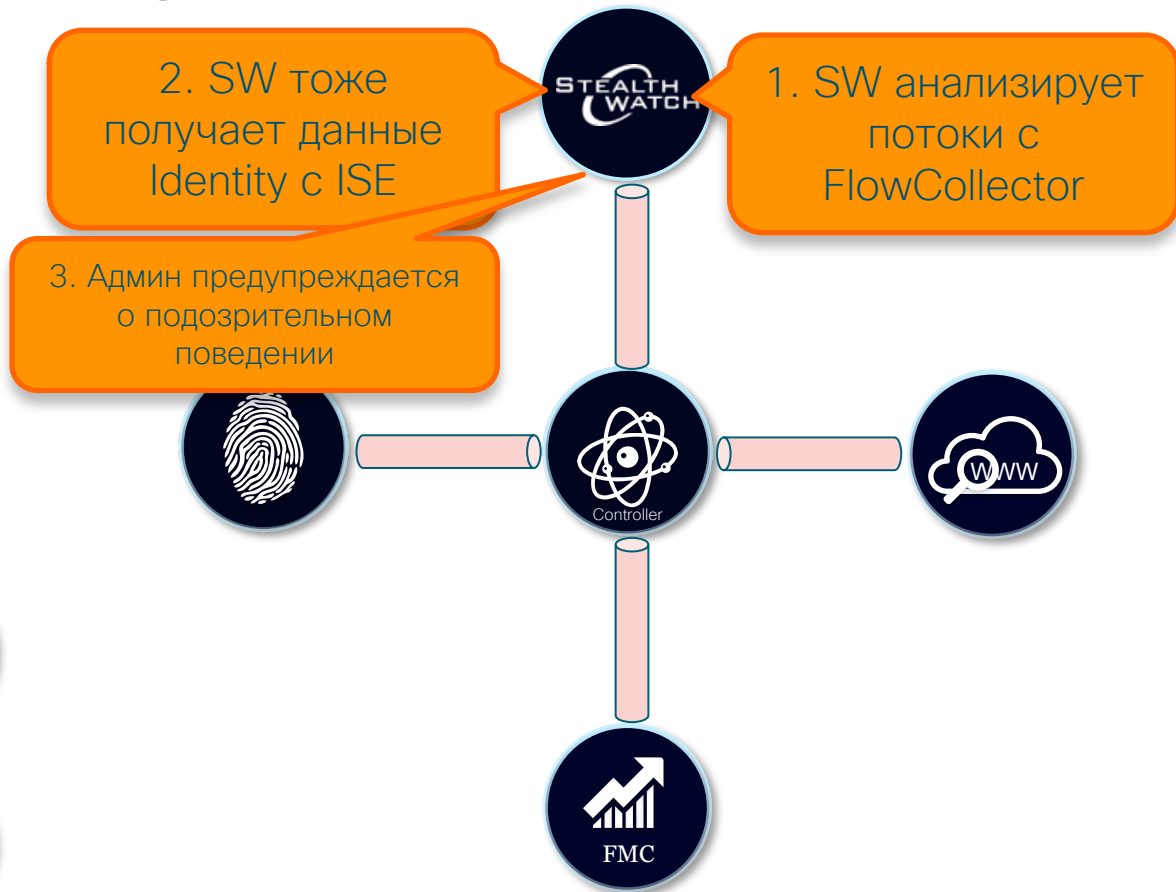 2. SW тоже
получает данные
Identity с ISE
STEALTH
WATCH
1. SW анализирует
потоки с
FlowCollector
3. Админ предупреждается
о подозрительном
поведении
Controller
WWW
FMC